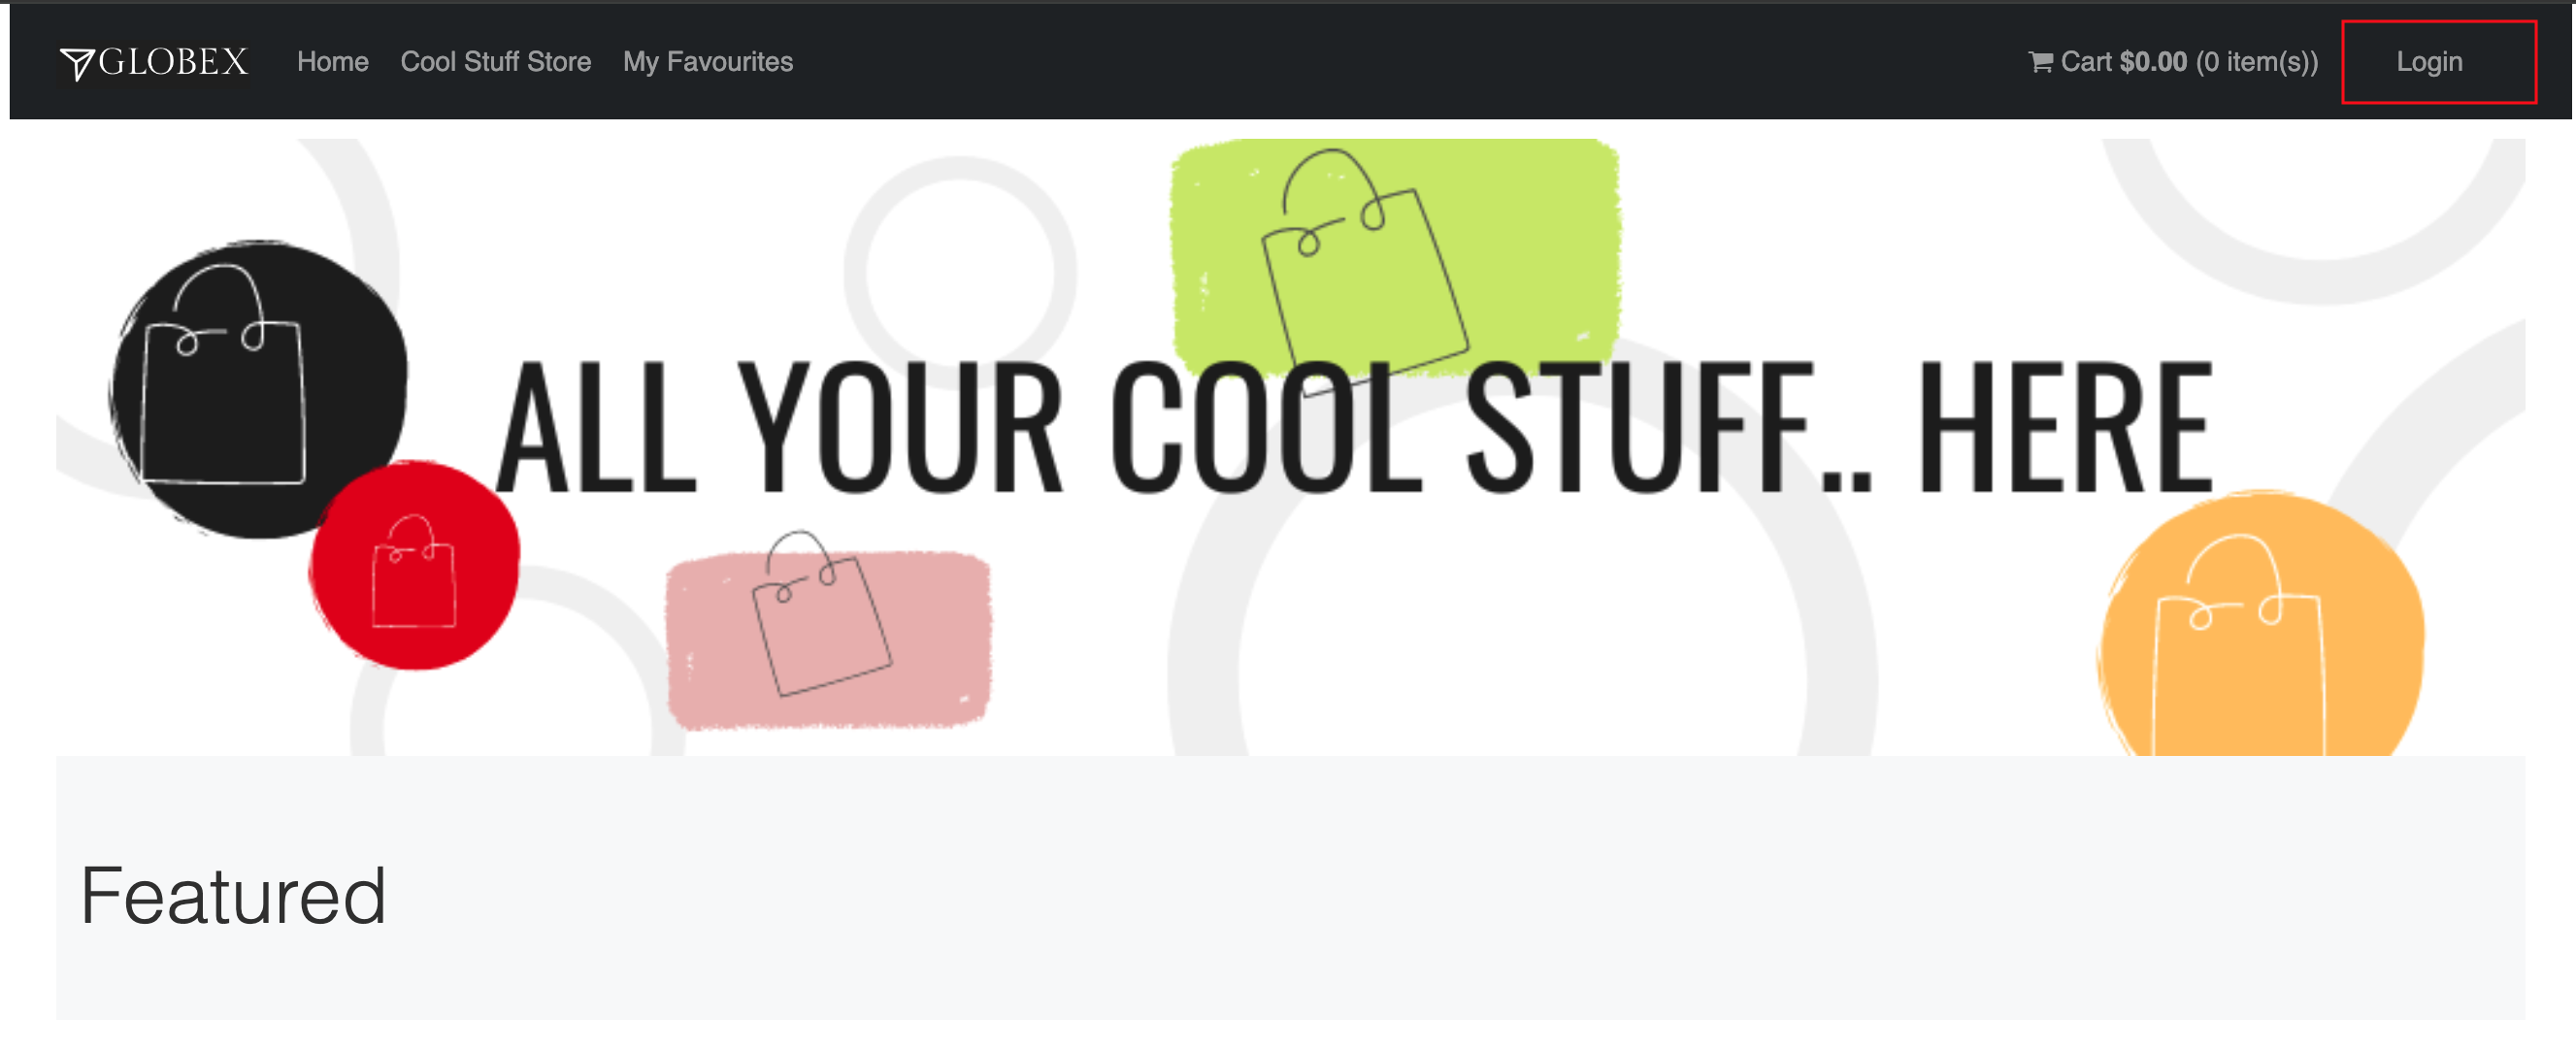 GLOBEX Home Cool Stuff Store My Favourites Cart $0.00 (0 item(s)) Login
ALL YOUR COOL STUFF.. HERE
Featured